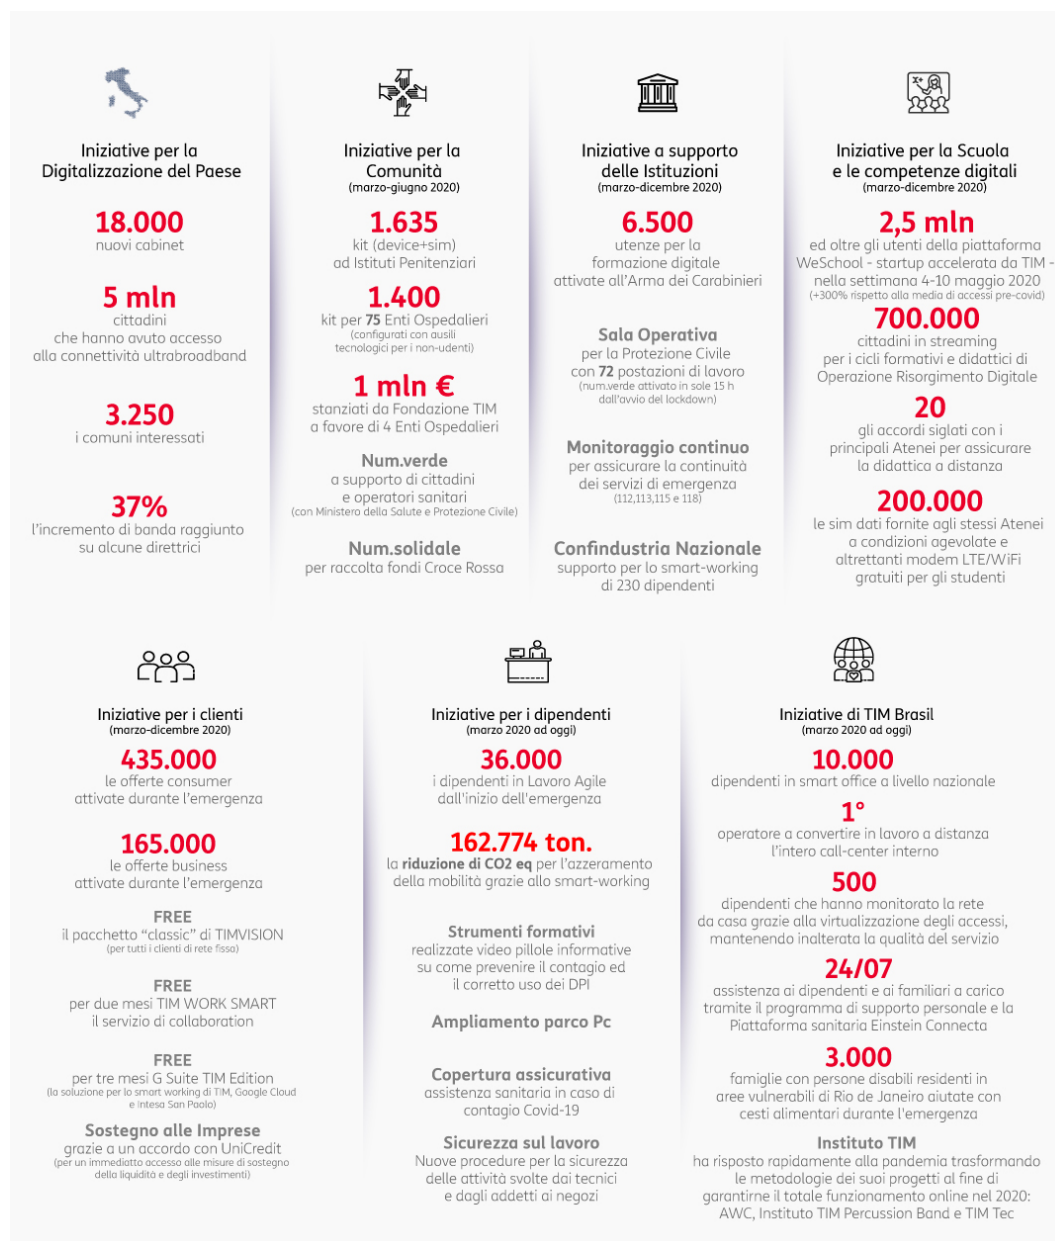 Iniziative per la
Digitalizzazione del Paese
18.000
nuovi cabinet
5 mln
cittadini
che hanno avuto accesso
alla connettività ultrabroadband
3.250
i comuni interessati
37%
l'incremento di banda raggiunto
su alcune direttrici
Iniziative per la
Comunità
(marzo-giugno 2020)
1.635
kit (device+sim)
ad Istituti Penitenziari
1.400
kit per 75 Enti Ospedalieri
(configurati con ausili
tecnologici per i non-udenti)
1 mln €
stanziati da Fondazione TIM
a favore di 4 Enti Ospedalieri
Num.verde
a supporto di cittadini
e operatori sanitari
(con Ministero della Salute e Protezione Civile)
Num.solidale
per raccolta fondi Croce Rossa
Iniziative a supporto
delle Istituzioni
(marzo-dicembre 2020)
6.500
utenze per la
formazione digitale
attivate all'Arma dei Carabinieri
Sala Operativa
per la Protezione Civile
con 72 postazioni di lavoro
(num.verde attivato in sole 15 h
dall'avvio del lockdown)
Monitoraggio continuo
per assicurare la continuità
dei servizi di emergenza
(112,113,115 e 118)
Confindustria Nazionale
supporto per lo smart-working
di 230 dipendenti
Iniziative per la Scuola
e le competenze digitali
(marzo-dicembre 2020)
2,5 mln
ed oltre gli utenti della piattaforma
WeSchool - startup accelerata da TIM -
nella settimana 4-10 maggio 2020
(+300% rispetto alla media di accessi pre-covid)
700.000
cittadini in streaming
per i cicli formativi e didattici di
Operazione Risorgimento Digitale
20
gli accordi siglati con i
principali Atenei per assicurare
la didattica a distanza
200.000
le sim dati fornite agli stessi Atenei
a condizioni agevolate e
altrettanti modem LTE/WiFi
gratuiti per gli studenti
Iniziative per i clienti
(marzo-dicembre 2020)
435.000
le offerte consumer
attivate durante l'emergenza
165.000
le offerte business
attivate durante l'emergenza
FREE
il pacchetto "classic" di TIMVISION
(per tutti i clienti di rete fissa)
FREE
per due mesi TIM WORK SMART
il servizio di collaboration
FREE
per tre mesi G Suite TIM Edition
(la soluzione per lo smart working di TIM, Google Cloud
e Intesa San Paolo)
Sostegno alle Imprese
grazie a un accordo con UniCredit
(per un immediatto accesso alle misure di sostegno
della liquidità e degli investimenti)
Iniziative per i dipendenti
(marzo 2020 ad oggi)
36.000
i dipendenti in Lavoro Agile
dall'inizio dell'emergenza
162.774 ton.
la riduzione di CO2 eq per l'azzeramento
della mobilità grazie allo smart-working
Strumenti formativi
realizzate video pillole informative
su come prevenire il contagio ed
il corretto uso dei DPI
Ampliamento parco Pc
Copertura assicurativa
assistenza sanitaria in caso di
contagio Covid-19
Sicurezza sul lavoro
Nuove procedure per la sicurezza
delle attività svolte dai tecnici
e dagli addetti ai negozi
Iniziative di TIM Brasil
(marzo 2020 ad oggi)
10.000
dipendenti in smart office a livello nazionale
1°
operatore a convertire in lavoro a distanza
l'intero call-center interno
500
dipendenti che hanno monitorato la rete
da casa grazie alla virtualizzazione degli accessi,
mantenendo inalterata la qualità del servizio
24/07
assistenza ai dipendenti e ai familiari a carico
tramite il programma di supporto personale e la
Piattaforma sanitaria Einstein Connecta
3.000
famiglie con persone disabili residenti in
aree vulnerabili di Rio de Janeiro aiutate con
cesti alimentari durante l'emergenza
Instituto TIM
ha risposto rapidamente alla pandemia trasformando
le metodologie dei suoi progetti al fine di
garantirne il totale funzionamento online nel 2020:
AWC, Instituto TIM Percussion Band e TIM Tec